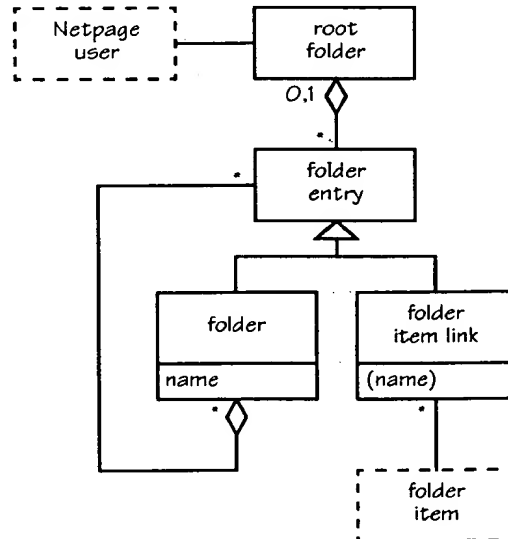 Netpage
user
root
folder
0,1
*
folder
entry
*
folder
name
*
folder
item link
(name)
*
folder
item